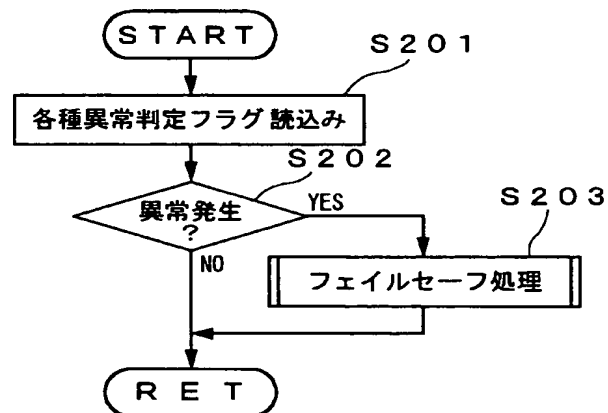 START
S201
各種異常判定フラグ読込み
S202
異常発生
?
YES
S203
NO
フェイルセーフ処理
RET